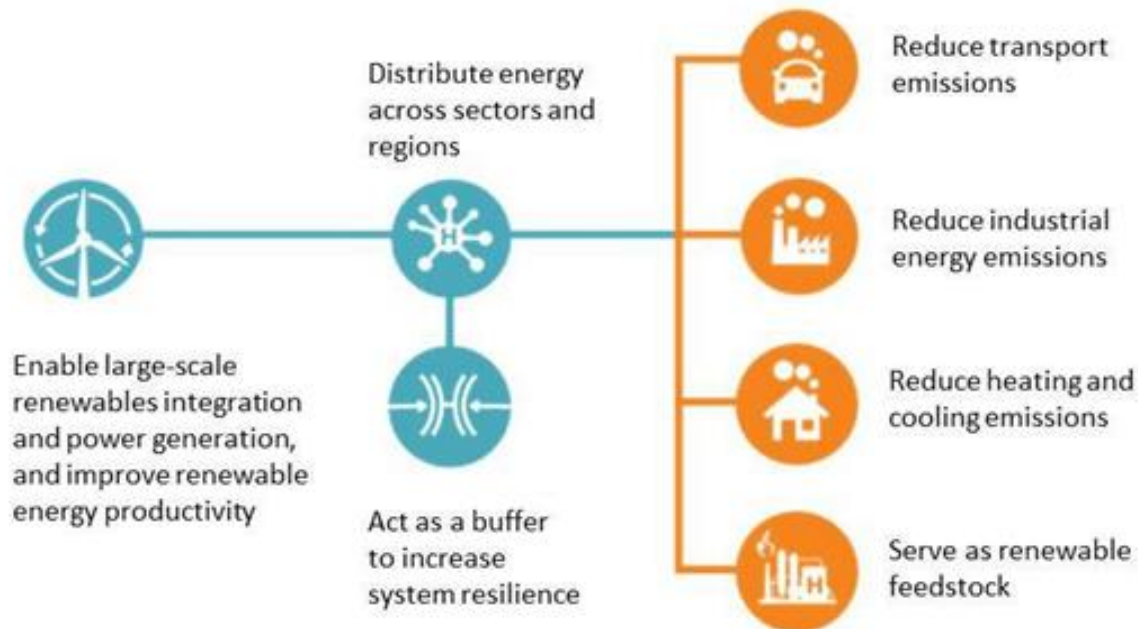 Distribute energy
across sectors and
regions
Enable large-scale
renewables integration
and power generation,
and improve renewable
energy productivity
H
H
Act as a buffer
to increase
system resilience
Reduce transport
emissions
Reduce industrial
energy emissions
Reduce heating and
cooling emissions
H
Serve as renewable
feedstock